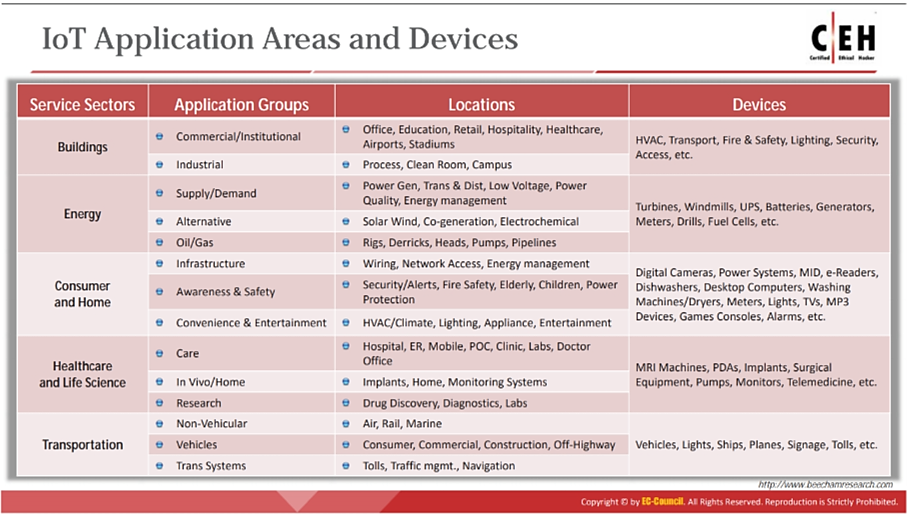 IoT Application Areas and Devices
C|EH
Certified Ethical Hacker
Service Sectors Application Groups Locations Devices
Buildings
Commercial/Institutional
Office, Education, Retail, Hospitality, Healthcare,
Airports, Stadiums
Industrial
Process, Clean Room, Campus
HVAC, Transport, Fire & Safety, Lighting, Security,
Access, etc.
Energy
Supply/Demand
Power Gen, Trans & Dist, Low Voltage, Power
Quality, Energy management
Alternative
Solar Wind, Co-generation, Electrochemical
Oil/Gas
Rigs, Derricks, Heads, Pumps, Pipelines
Turbines, Windmills, UPS, Batteries, Generators,
Meters, Drills, Fuel Cells, etc.
Consumer
and Home
Infrastructure
Wiring, Network Access, Energy management
Awareness & Safety
Security/Alerts, Fire Safety, Elderly, Children, Power
Protection
Convenience & Entertainment
HVAC/Climate, Lighting, Appliance, Entertainment
Digital Cameras, Power Systems, MID, e-Readers,
Dishwashers, Desktop Computers, Washing
Machines/Dryers, Meters, Lights, TVs, MP3
Devices, Games Consoles, Alarms, etc.
Healthcare
and Life Science
Care
Hospital, ER, Mobile, POC, Clinic, Labs, Doctor
Office
In Vivo/Home
Implants, Home, Monitoring Systems
Research
Drug Discovery, Diagnostics, Labs
MRI Machines, PDAs, Implants, Surgical
Equipment, Pumps, Monitors, Telemedicine, etc.
Transportation
Non-Vehicular
Air, Rail, Marine
Vehicles
Consumer, Commercial, Construction, Off-Highway
Trans Systems
Tolls, Traffic mgmt., Navigation
Vehicles, Lights, Ships, Planes, Signage, Tolls, etc.
http://www.beechamresearch.com
Copyright © by EC-Council. All Rights Reserved. Reproduction is Strictly Prohibited.